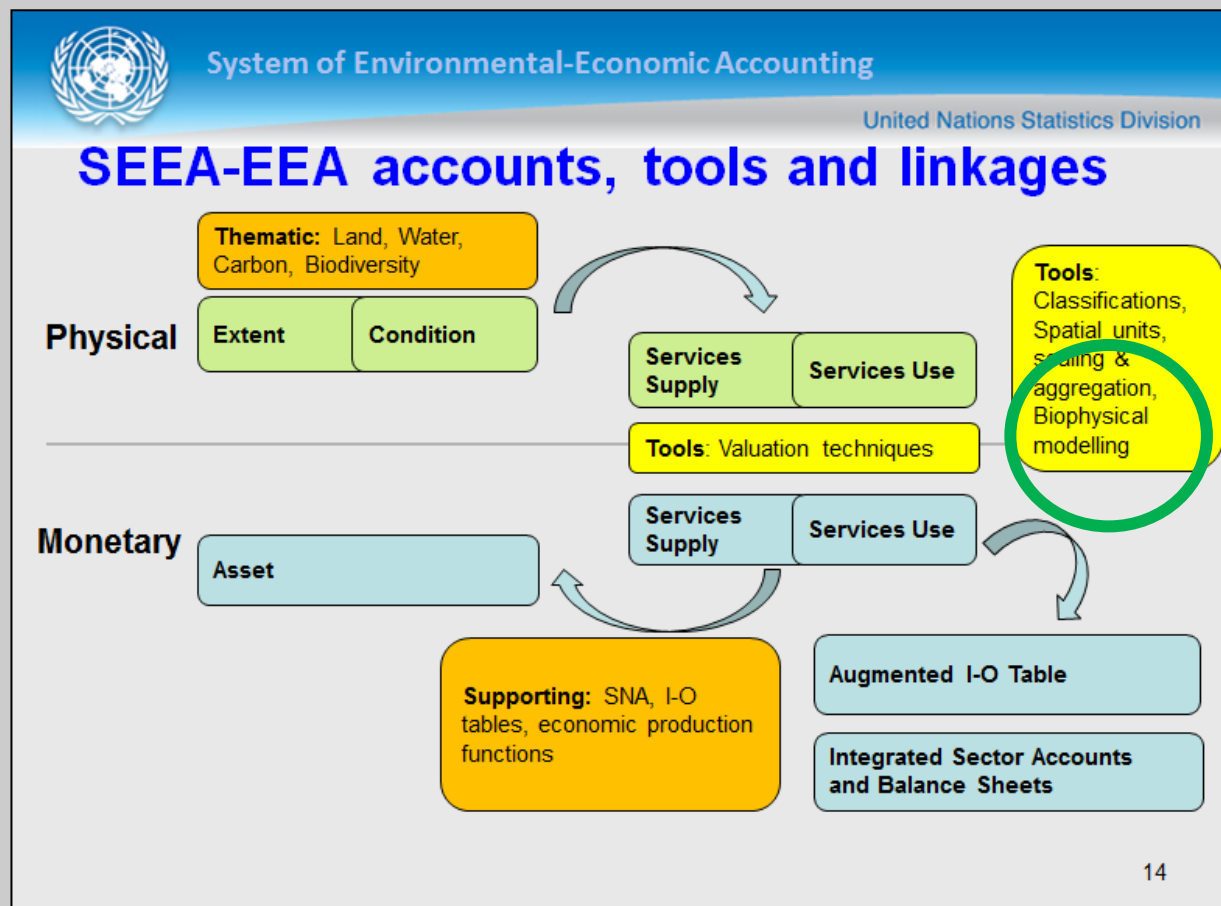 System of Environmental-Economic Accounting
United Nations Statistics Division
SEEA-EEA accounts, tools and linkages
Thematic: Land, Water,
Carbon, Biodiversity
Physical
Extent
Condition
Services
Supply
Services Use
Tools:
Classifications,
Spatial units,
scaling &
aggregation,
Biophysical
modelling
Tools: Valuation techniques
Monetary
Asset
Services
Supply
Services Use
Supporting: SNA, I-O
tables, economic production
functions
Augmented I-O Table
Integrated Sector Accounts
and Balance Sheets
14